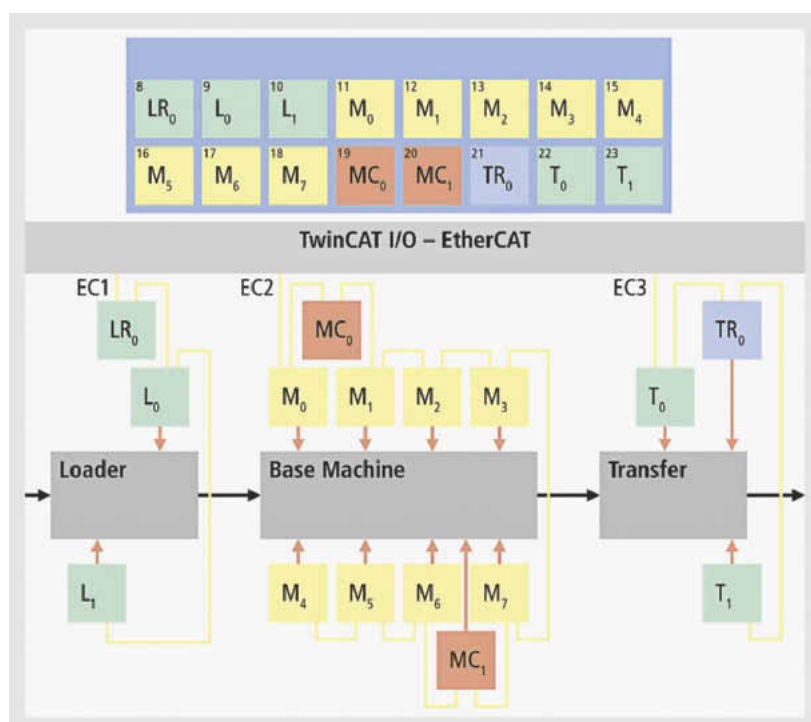 8 9 10 11 12 13 14 15
LR₀ L₀ L₁ M₀ M₁ M₂ M₃ M₄
16 17 18 19 20 21 22 23
M₅ M₆ M₇ MC₀ MC₁ TR₀ T₀ T₁
TwinCAT I/O – EtherCAT
EC1 EC2 EC3
LR₀ MC₀ TR₀
L₀ M₀ M₁ M₂ M₃ T₀
Loader Base Machine Transfer
L₁ M₄ M₅ M₆ M₇ T₁
MC₁